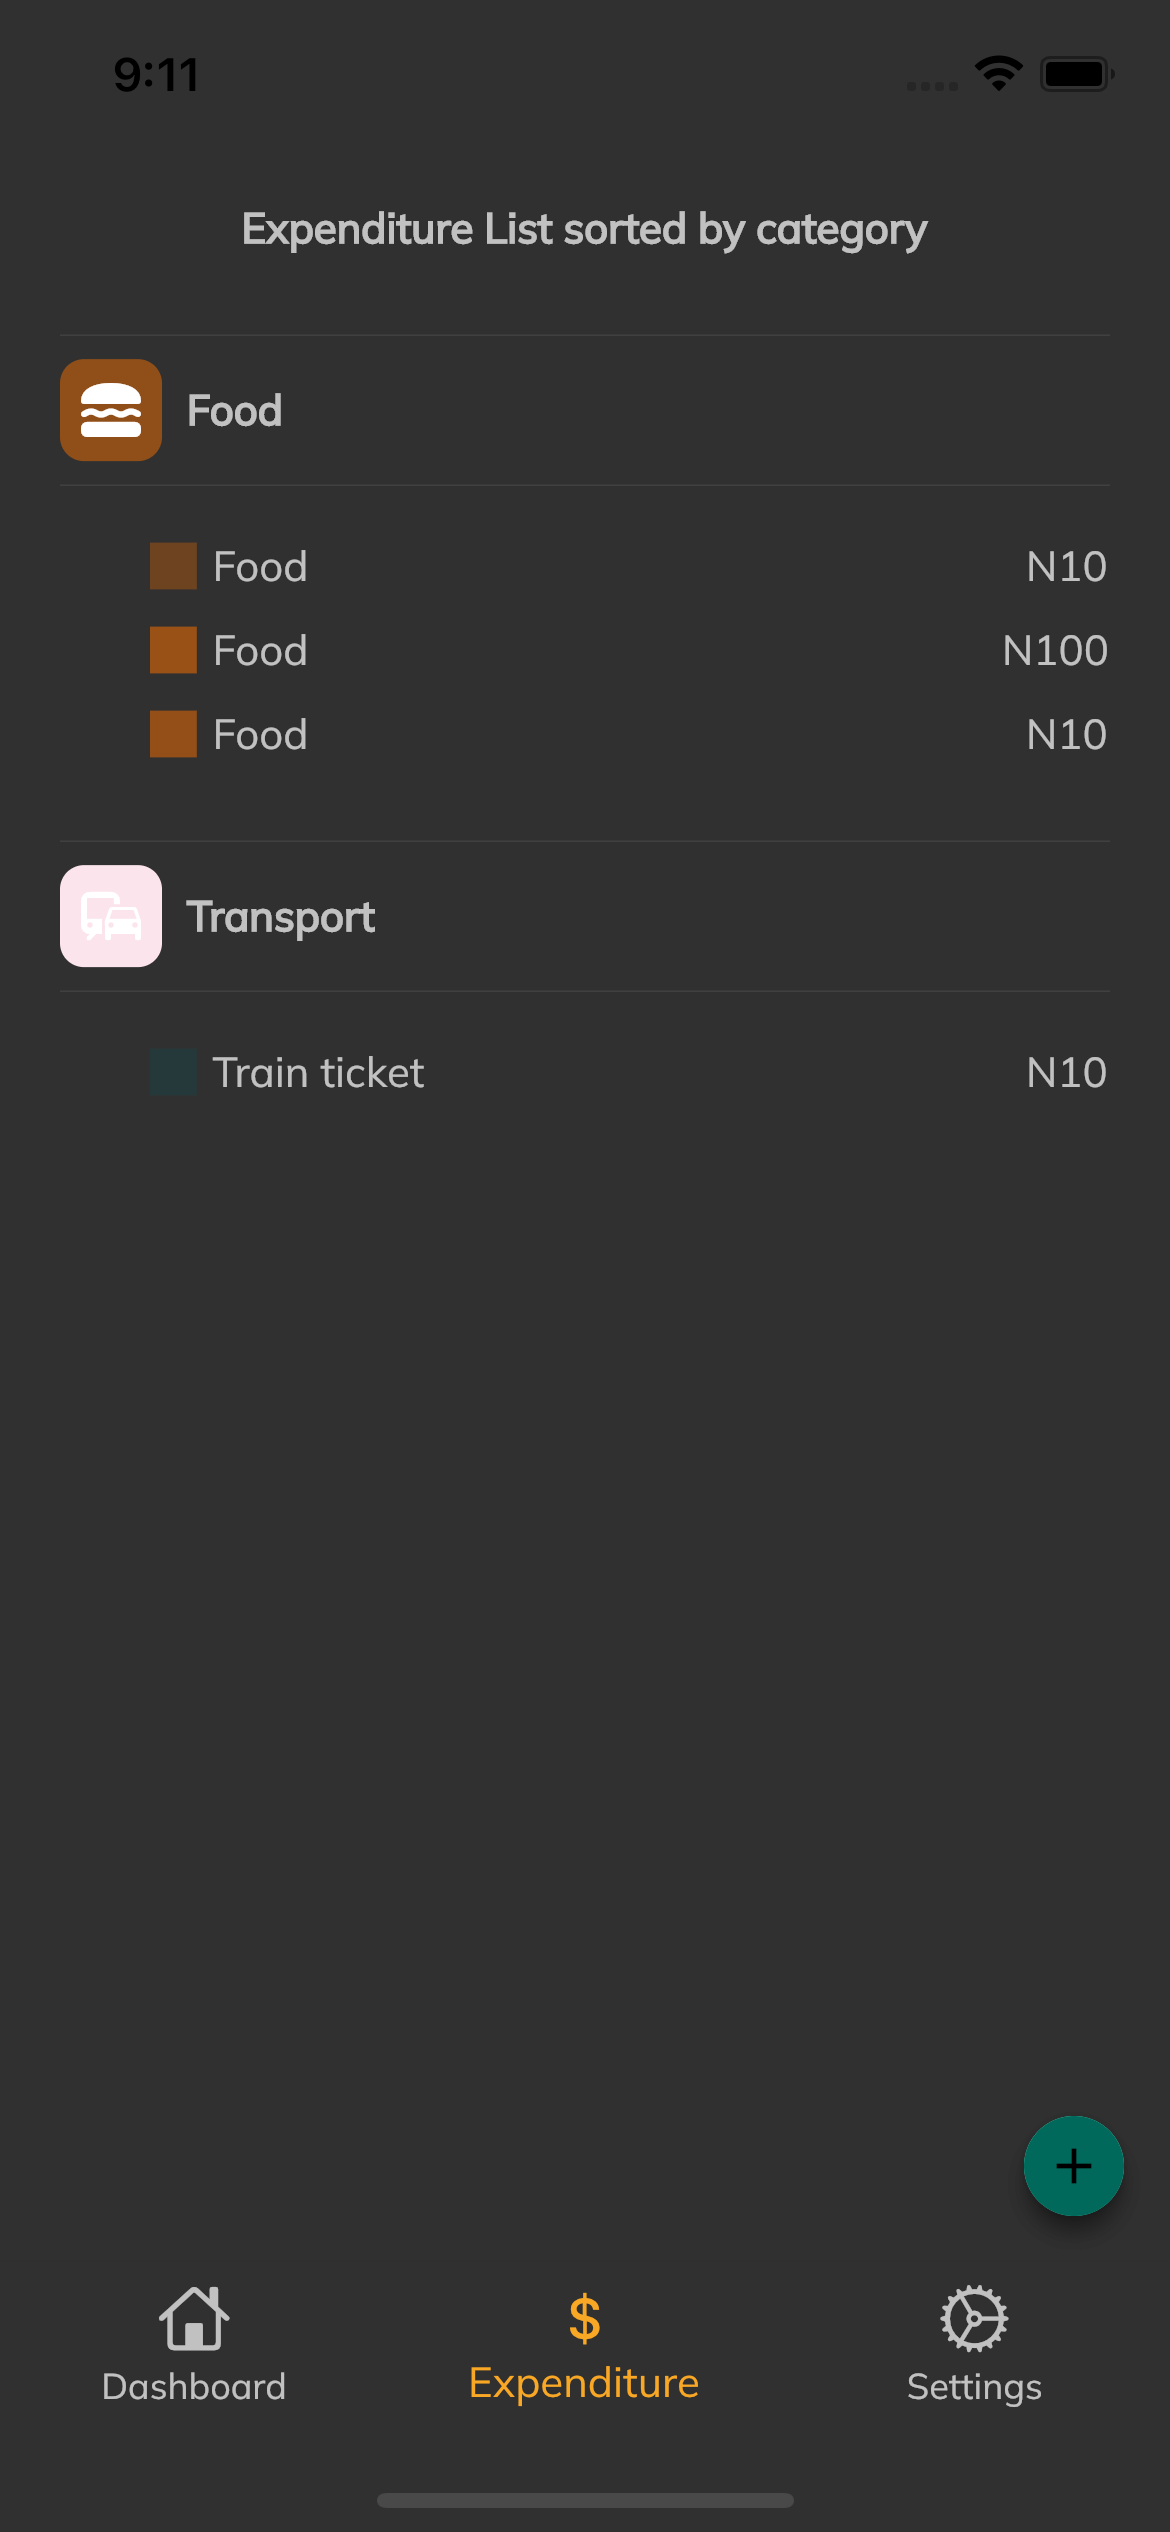 9:11
Expenditure List sorted by category
Food
Food N10
Food N100
Food N10
Transport
Train ticket N10
+
$
Dashboard Expenditure Settings